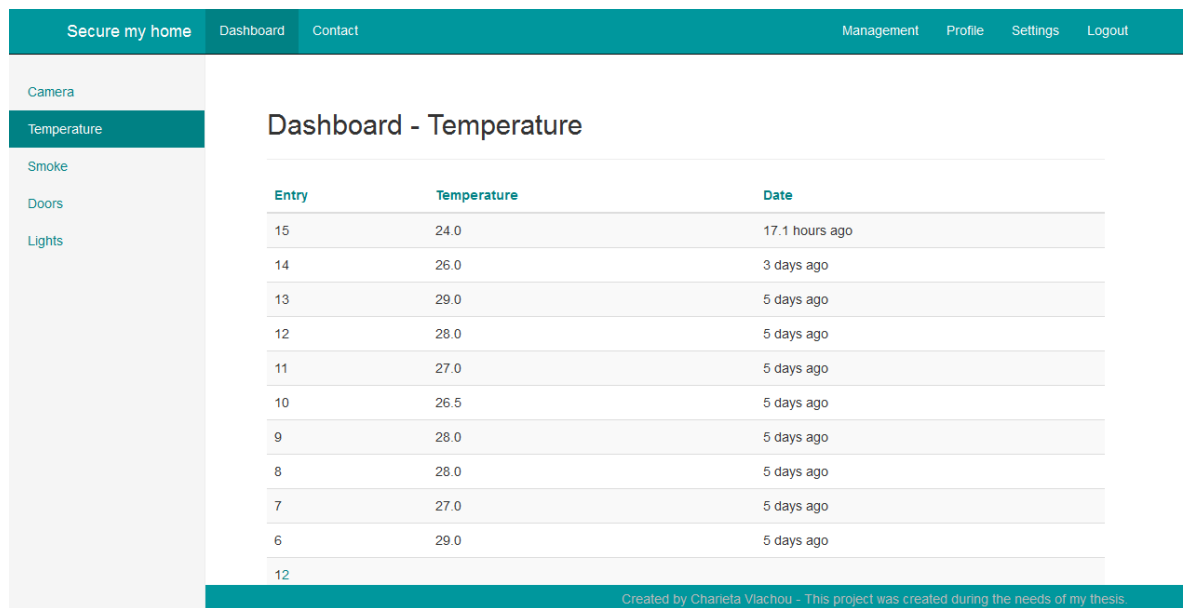 Secure my home Dashboard Contact Management Profile Settings Logout
Camera
Temperature
Smoke
Doors
Lights
Dashboard - Temperature
Entry Temperature Date
15 24.0 17.1 hours ago
14 26.0 3 days ago
13 29.0 5 days ago
12 28.0 5 days ago
11 27.0 5 days ago
10 26.5 5 days ago
9 28.0 5 days ago
8 28.0 5 days ago
7 27.0 5 days ago
6 29.0 5 days ago
12
Created by Charieta Vlachou - This project was created during the needs of my thesis.